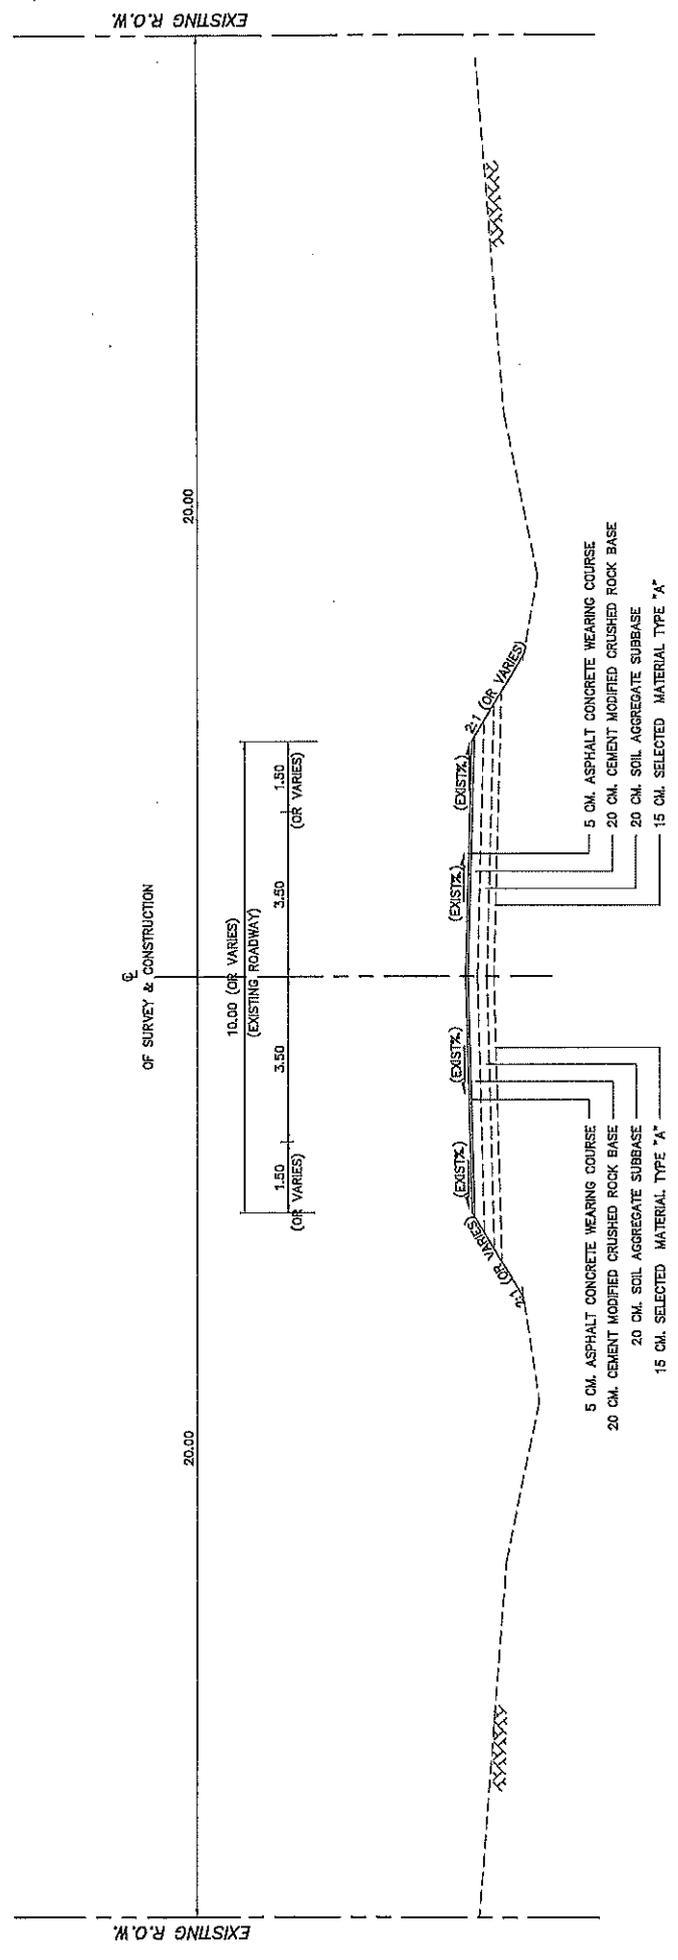 EXISTING R.O.W.
EXISTING R.O.W.
℄
OF SURVEY & CONSTRUCTION
20.00
20.00
10.00 (OR VARIES)
(EXISTING ROADWAY)
1.50
3.50
3.50
1.50
(OR VARIES)
(OR VARIES)
(EXIST%)
(EXIST%)
(EXIST%)
(EXIST%)
2:1 (OR VARIES)
2:1 (OR VARIES)
5 CM. ASPHALT CONCRETE WEARING COURSE
20 CM. CEMENT MODIFIED CRUSHED ROCK BASE
20 CM. SOIL AGGREGATE SUBBASE
15 CM. SELECTED MATERIAL TYPE "A"
5 CM. ASPHALT CONCRETE WEARING COURSE
20 CM. CEMENT MODIFIED CRUSHED ROCK BASE
20 CM. SOIL AGGREGATE SUBBASE
15 CM. SELECTED MATERIAL TYPE "A"